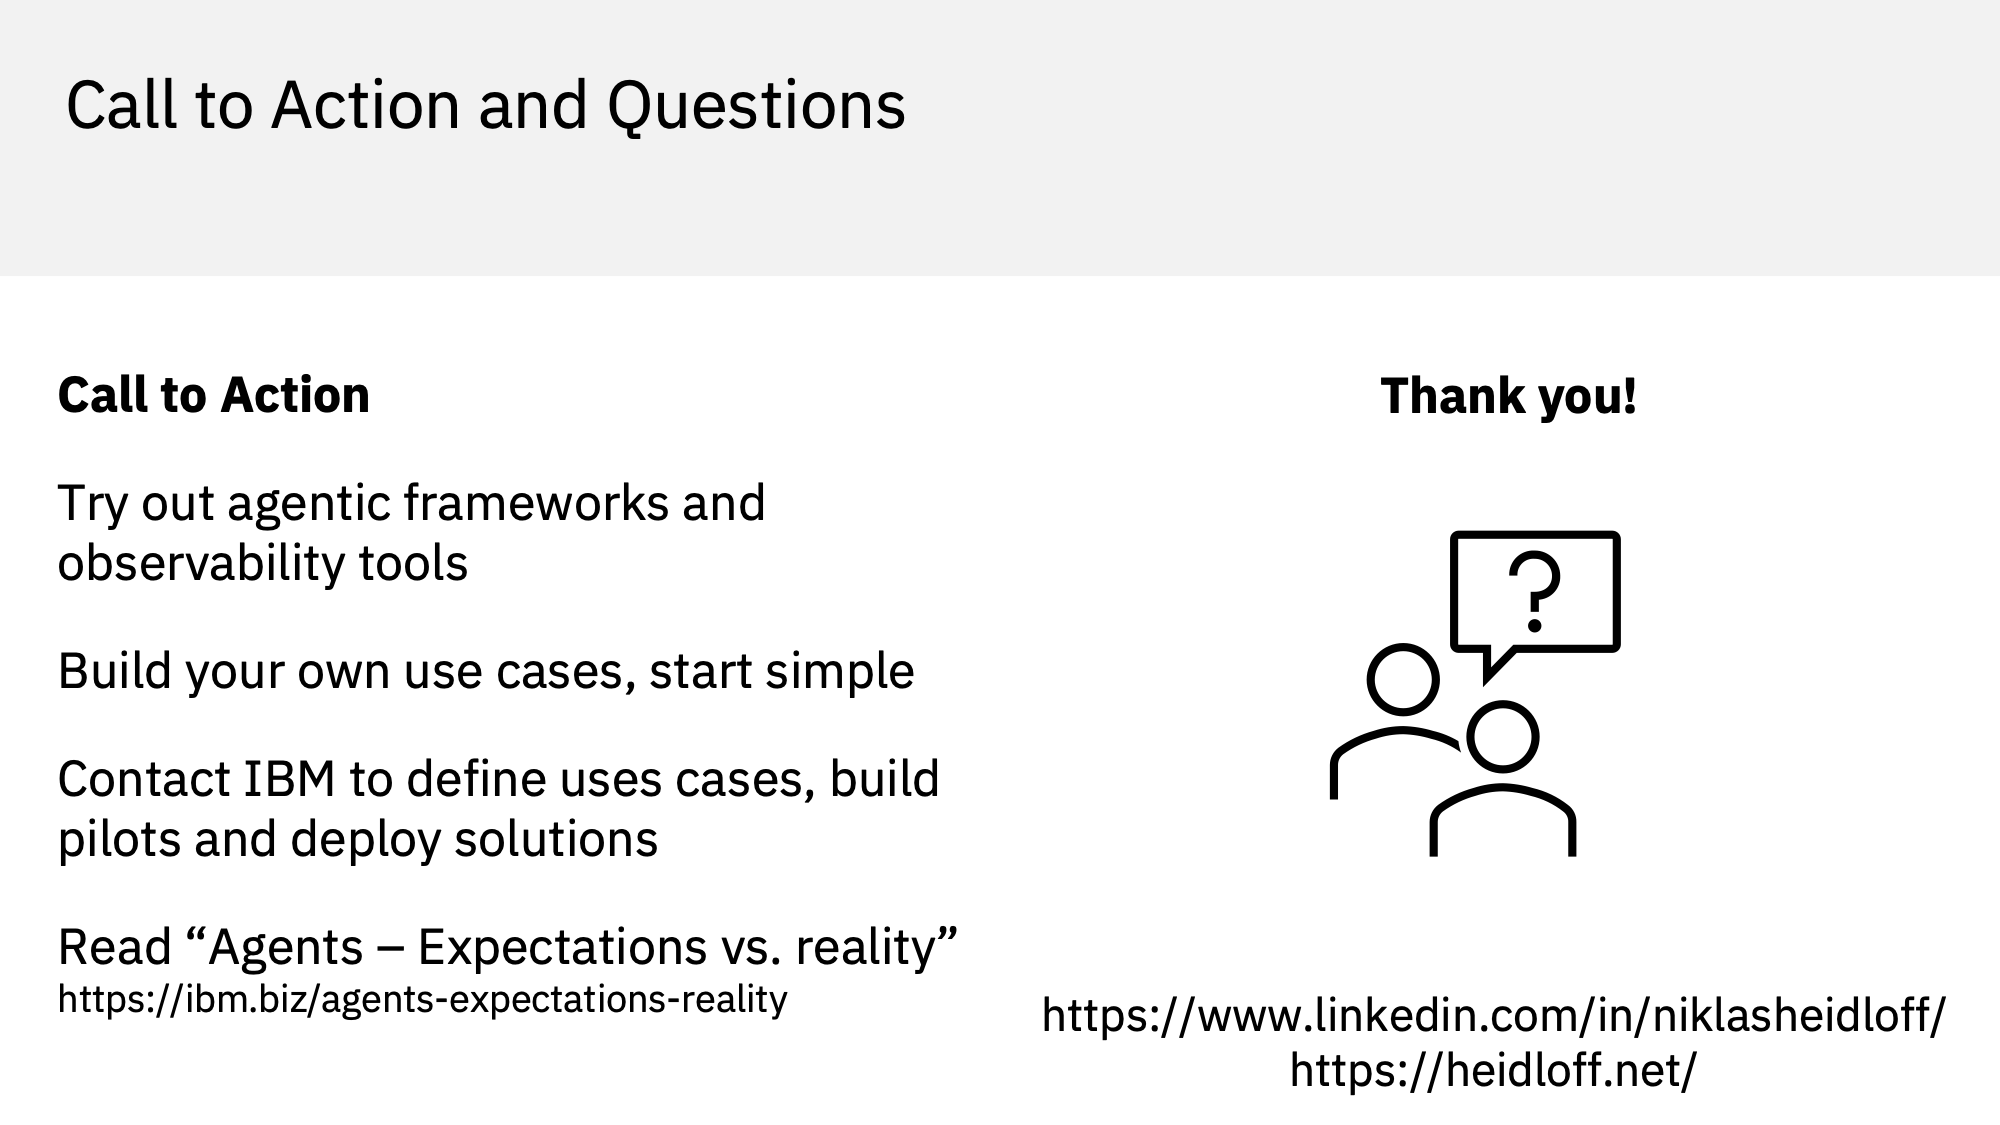 Call to Action and Questions
Call to Action
Try out agentic frameworks and
observability tools
Build your own use cases, start simple
Contact IBM to define uses cases, build
pilots and deploy solutions
Read “Agents – Expectations vs. reality”
https://ibm.biz/agents-expectations-reality
Thank you!
?
https://www.linkedin.com/in/niklasheidloff/
https://heidloff.net/